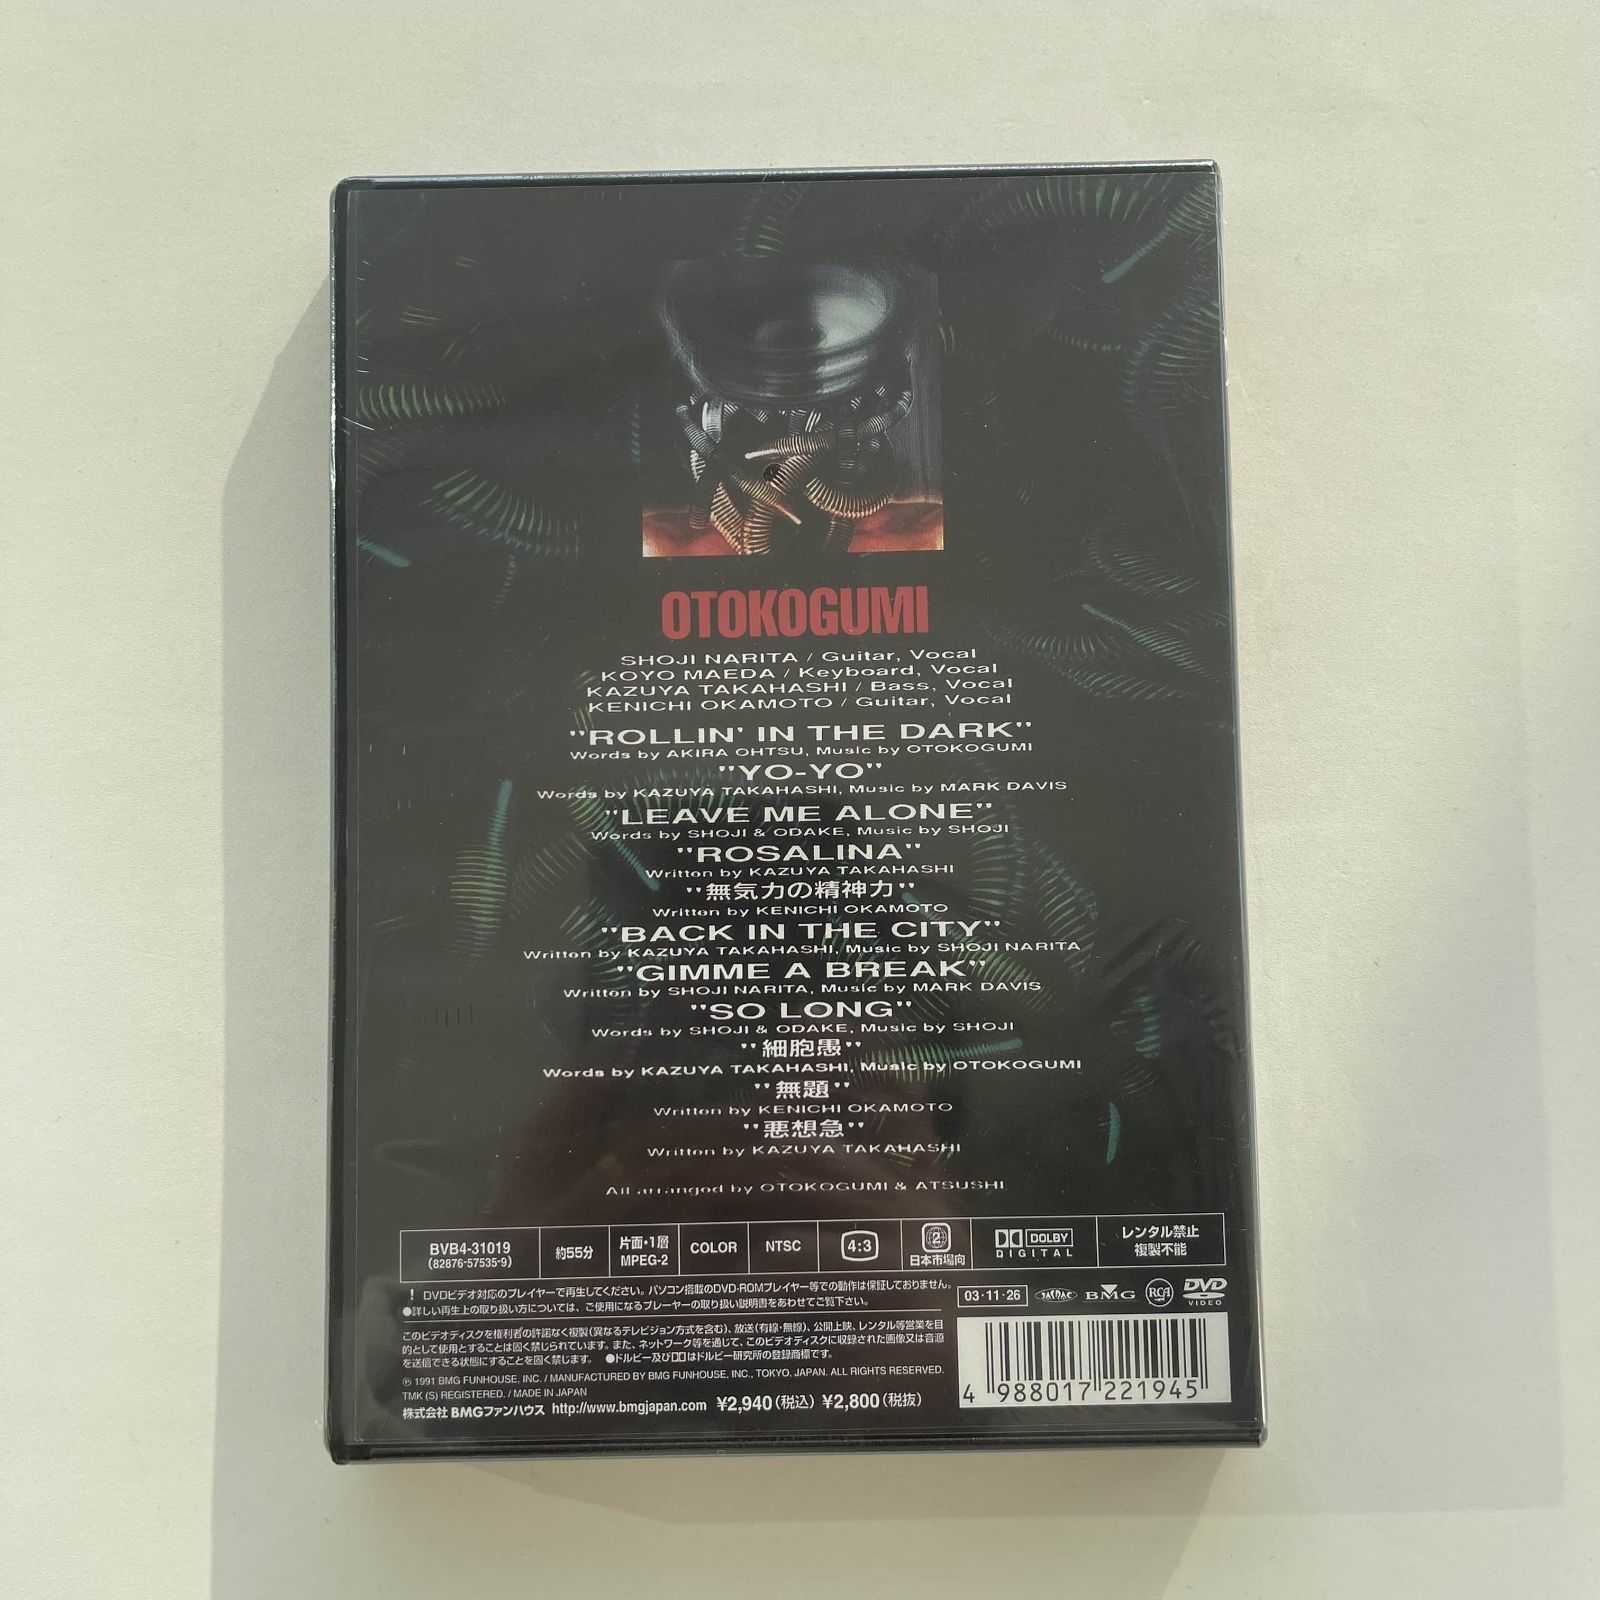 OTOKOGUMI
SHOJI NARITA / Guitar, Vocal
KOYO MAEDA / Keyboard, Vocal
KAZUYA TAKAHASHI / Bass, Vocal
KENICHI OKAMOTO / Guitar, Vocal
"ROLLIN' IN THE DARK"
Words by AKIRA OHTSU, Music by OTOKOGUMI
"YO-YO"
Words by KAZUYA TAKAHASHI, Music by MARK DAVIS
"LEAVE ME ALONE"
Words by SHOJI & ODAKE, Music by SHOJI
"ROSALINA"
Written by KAZUYA TAKAHASHI
"無気力の精神力"
Written by KENICHI OKAMOTO
"BACK IN THE CITY"
Written by KAZUYA TAKAHASHI, Music by SHOJI NARITA
"GIMME A BREAK"
Written by SHOJI NARITA, Music by MARK DAVIS
"SO LONG"
Words by SHOJI & ODAKE, Music by SHOJI
"細胞愚"
Words by KAZUYA TAKAHASHI, Music by OTOKOGUMI
"無題"
Written by KENICHI OKAMOTO
"悪想急"
Written by KAZUYA TAKAHASHI
All arranged by OTOKOGUMI & ATSUSHI
BVB4-31019
(82876-57535-9)
約55分
片面・1層
MPEG-2
COLOR
NTSC
4:3
2
日本市場向
DOLBY
DIGITAL
レンタル禁止
複製不能
! DVDビデオ対応のプレイヤーで再生してください。パソコン搭載のDVD-ROMプレイヤー等での動作は保証しておりません。
●詳しい再生上の取り扱い方については、ご使用になるプレーヤーの取り扱い説明書をあわせてご覧下さい。
03・11・26
BMG
RCA
DVD
VIDEO
このビデオディスクを権利者の許諾なく複製(異なるテレビジョン方式を含む)、放送(有線・無線)、公開上映、レンタル等営業を目
的として使用することは固く禁じられています。また、ネットワーク等を通じて、このビデオディスクに収録された画像又は音源
を送信できる状態にすることを固く禁じます。 ●ドルビー及びDDはドルビー研究所の登録商標です。
Ⓟ 1991 BMG FUNHOUSE, INC. / MANUFACTURED BY BMG FUNHOUSE, INC., TOKYO, JAPAN. ALL RIGHTS RESERVED.
TMK (S) REGISTERED. / MADE IN JAPAN
株式会社 BMGファンハウス http://www.bmgjapan.com ¥2,940(税込) ¥2,800(税抜)
4 988017 221945